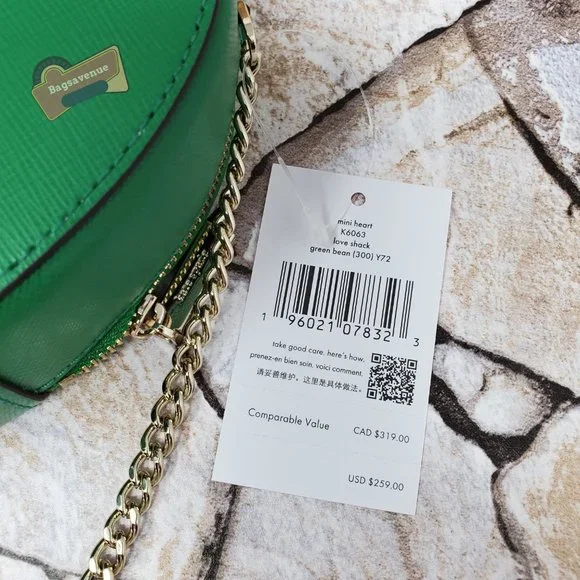 Bagsavenue
mini heart
K6063
love shack
green bean (300) Y72
1 96021 07832 3
take good care. here's how.
prenez-en bien soin. voici comment.
请妥善维护。这里是具体做法。
Comparable Value
CAD $319.00
USD $259.00